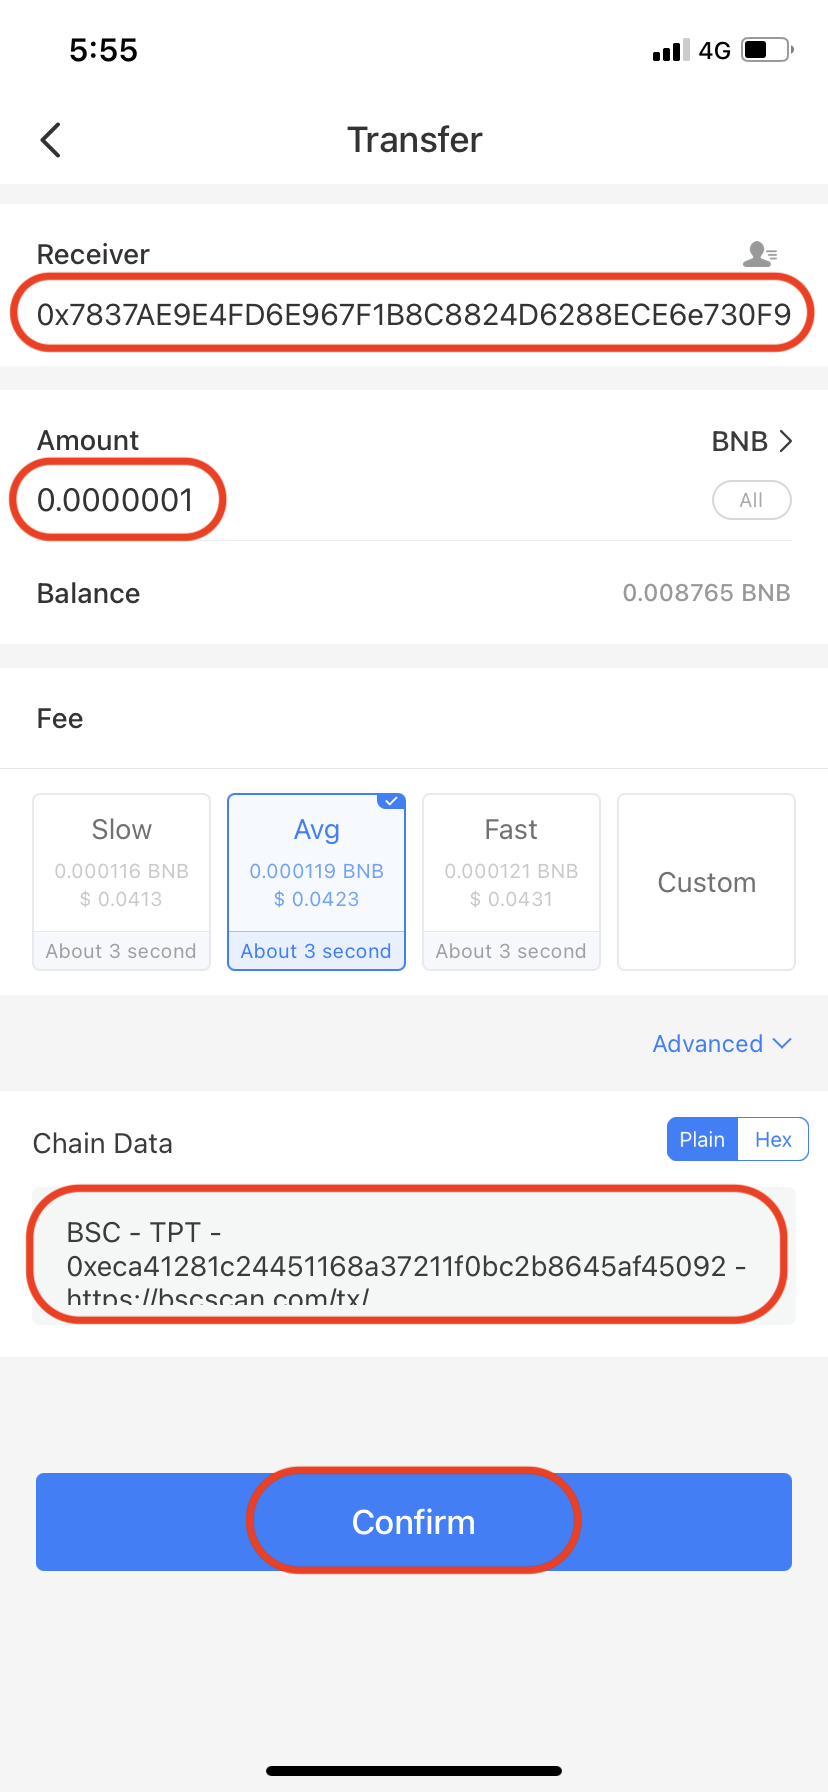 5:55
4G
Transfer
Receiver
0x7837AE9E4FD6E967F1B8C8824D6288ECE6e730F9
Amount
BNB
0.0000001
All
Balance
0.008765 BNB
Fee
Slow
0.000116 BNB
$ 0.0413
About 3 second
Avg
0.000119 BNB
$ 0.0423
About 3 second
Fast
0.000121 BNB
$ 0.0431
About 3 second
Custom
Advanced
Chain Data
Plain
Hex
BSC - TPT -
0xeca41281c24451168a37211f0bc2b8645af45092 -
https://bscscan.com/tx/
Confirm